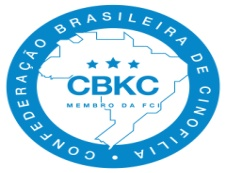 CONFEDERAÇÃO BRASILEIRA DE CINOFILIA
CBKC
MEMBRO DA FCI